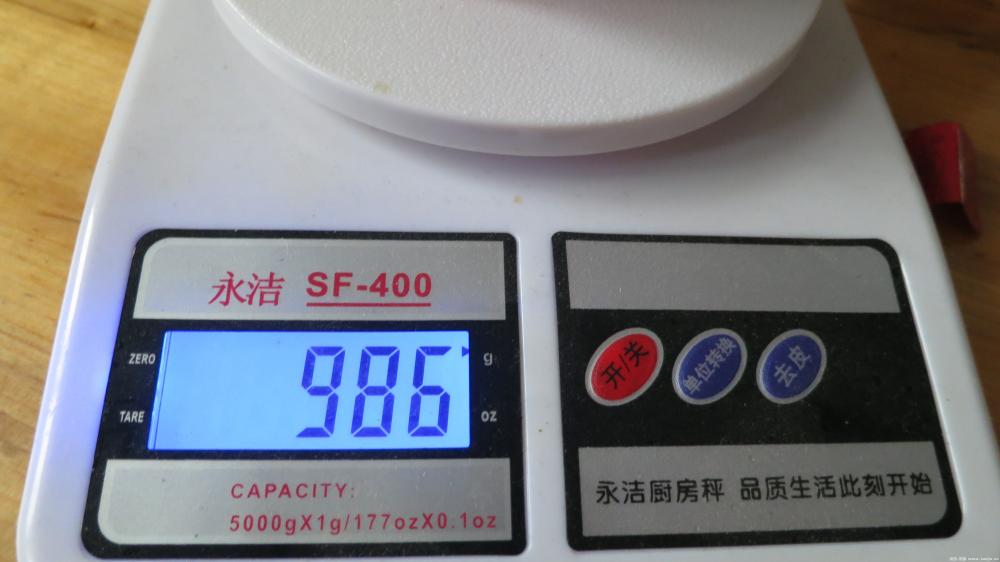 永洁 SF-400
ZERO
986
g
TARE
oz
CAPACITY:
5000gX1g/177ozX0.1oz
开/关
单位转换
去皮
永洁厨房秤 品质生活此刻开始